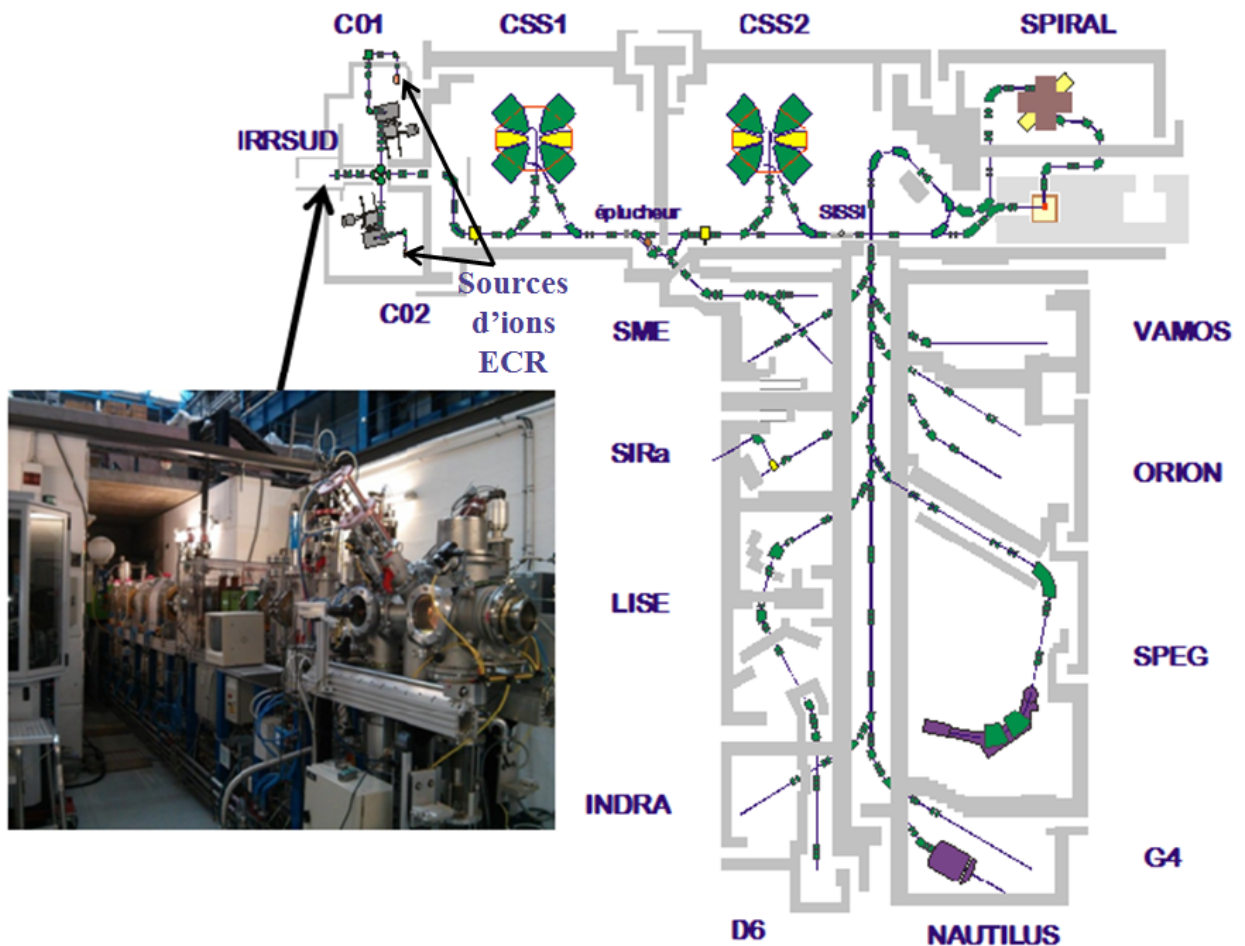 C01
CSS1
CSS2
SPIRAL
IRRSUD
éplucheur
SISSI
Sources
d'ions
ECR
C02
SME
VAMOS
SIRa
ORION
LISE
SPEG
INDRA
G4
D6
NAUTILUS